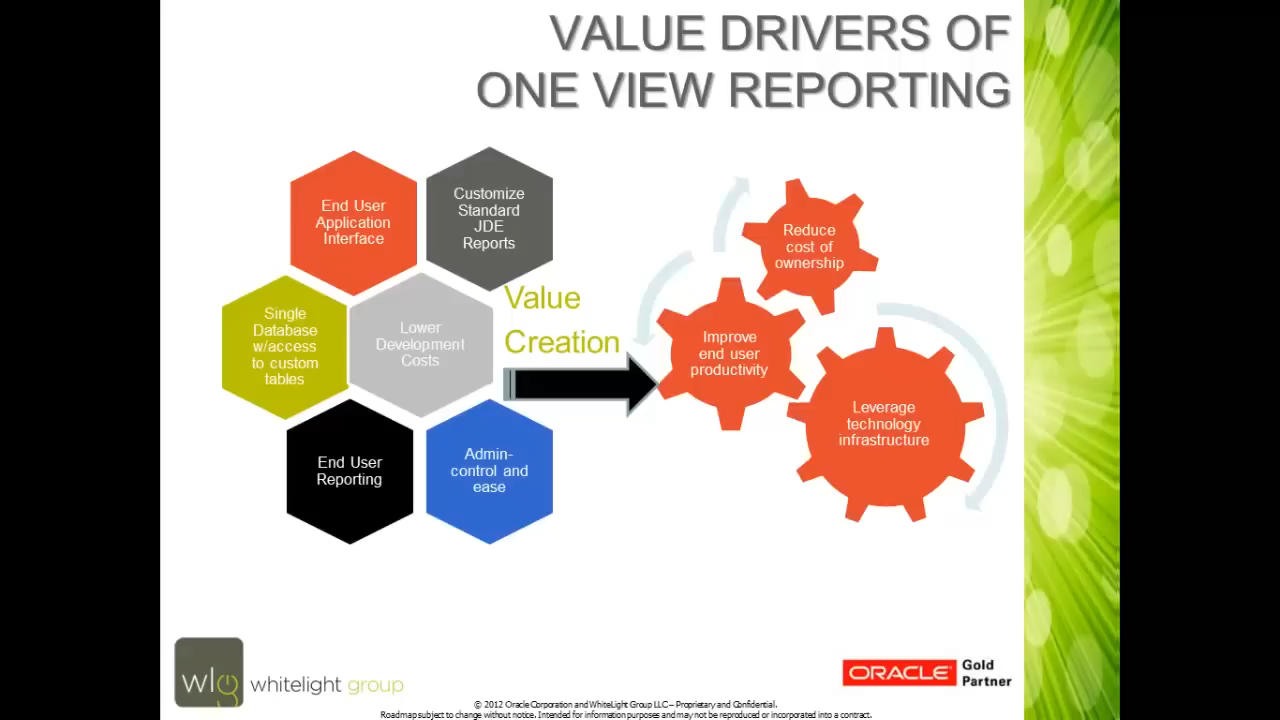 VALUE DRIVERS OF
ONE VIEW REPORTING
End User
Application
Interface
Customize
Standard
JDE
Reports
Single
Database
w/access
to custom
tables
Lower
Development
Costs
End User
Reporting
Admin-
control and
ease
Value
Creation
Reduce
cost of
ownership
Improve
end user
productivity
Leverage
technology
infrastructure
wlg
whitelight group
ORACLE
Gold
Partner
© 2012 Oracle Corporation and WhiteLight Group LLC – Proprietary and Confidential.
Roadmap subject to change without notice. Intended for information purposes and may not be reproduced or incorporated into a contract.